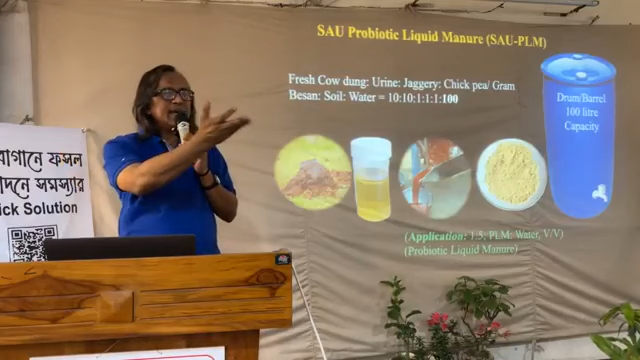 SAU Probiotic Liquid Manure (SAU-PLM)
Fresh Cow dung: Urine: Jaggery: Chick pea/ Gram
Besan: Soil: Water = 10:10:1:1:1:100
Drum/Barrel
100 litre
Capacity
(Application: 1:5; PLM: Water, V/V)
(Probiotic Liquid Manure)
বাগানে ফসল
সমস্যার
ick Solution